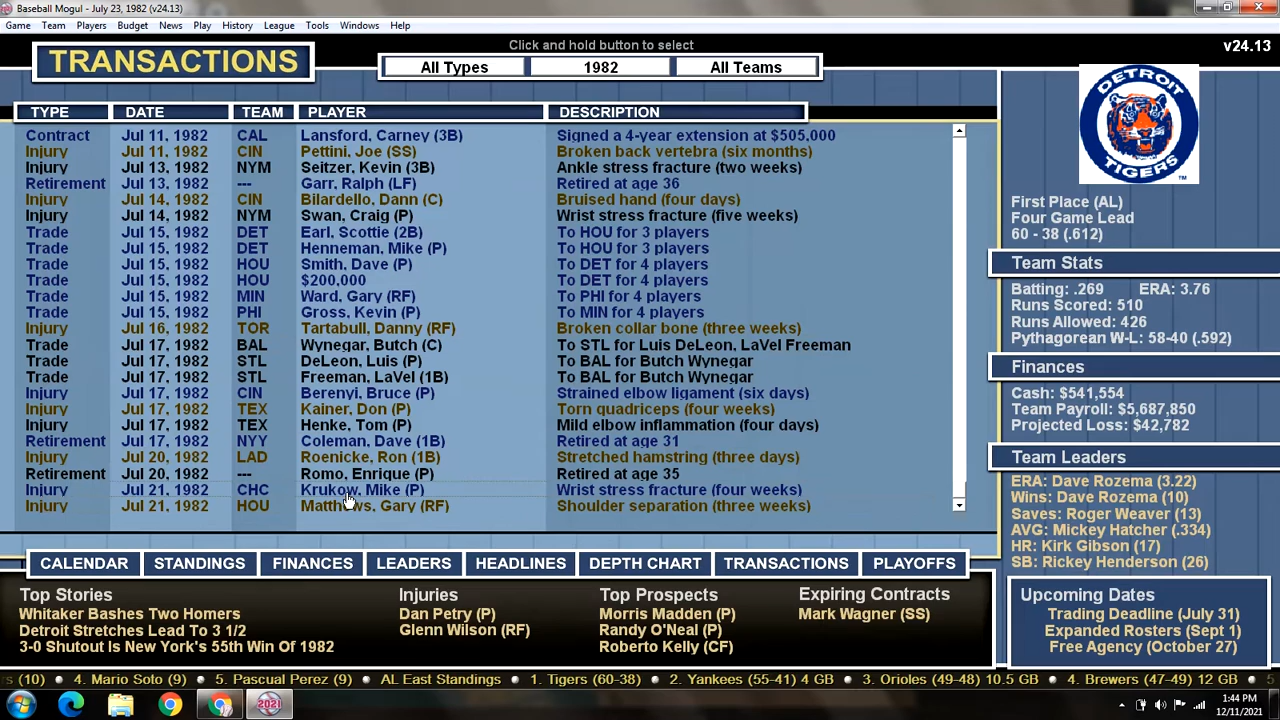 Baseball Mogul - July 23, 1982 (v24.13)
Game Team Players Budget News Play History League Tools Windows Help
TRANSACTIONS
Click and hold button to select
All Types 1982 All Teams
v24.13
TYPE DATE TEAM PLAYER DESCRIPTION
Contract Jul 11, 1982 CAL Lansford, Carney (3B) Signed a 4-year extension at $505,000
Injury Jul 11, 1982 CIN Pettini, Joe (SS) Broken back vertebra (six months)
Injury Jul 13, 1982 NYM Seitzer, Kevin (3B) Ankle stress fracture (two weeks)
Retirement Jul 13, 1982 --- Garr, Ralph (LF) Retired at age 36
Injury Jul 14, 1982 CIN Bilardello, Dann (C) Bruised hand (four days)
Injury Jul 14, 1982 NYM Swan, Craig (P) Wrist stress fracture (five weeks)
Trade Jul 15, 1982 DET Earl, Scottie (2B) To HOU for 3 players
Trade Jul 15, 1982 DET Henneman, Mike (P) To HOU for 3 players
Trade Jul 15, 1982 HOU Smith, Dave (P) To DET for 4 players
Trade Jul 15, 1982 HOU $200,000 To DET for 4 players
Trade Jul 15, 1982 MIN Ward, Gary (RF) To PHI for 4 players
Trade Jul 15, 1982 PHI Gross, Kevin (P) To MIN for 4 players
Injury Jul 16, 1982 TOR Tartabull, Danny (RF) Broken collar bone (three weeks)
Trade Jul 17, 1982 BAL Wynegar, Butch (C) To STL for Luis DeLeon, LaVel Freeman
Trade Jul 17, 1982 STL DeLeon, Luis (P) To BAL for Butch Wynegar
Trade Jul 17, 1982 STL Freeman, LaVel (1B) To BAL for Butch Wynegar
Injury Jul 17, 1982 CIN Berenyi, Bruce (P) Strained elbow ligament (six days)
Injury Jul 17, 1982 TEX Kainer, Don (P) Torn quadriceps (four weeks)
Injury Jul 17, 1982 TEX Henke, Tom (P) Mild elbow inflammation (four days)
Retirement Jul 17, 1982 NYY Coleman, Dave (1B) Retired at age 31
Injury Jul 20, 1982 LAD Roenicke, Ron (1B) Stretched hamstring (three days)
Retirement Jul 20, 1982 --- Romo, Enrique (P) Retired at age 35
Injury Jul 21, 1982 CHC Krukow, Mike (P) Wrist stress fracture (four weeks)
Injury Jul 21, 1982 HOU Matthews, Gary (RF) Shoulder separation (three weeks)
DETROIT
TIGERS
TM
First Place (AL)
Four Game Lead
60 - 38 (.612)
Team Stats
Batting: .269 ERA: 3.76
Runs Scored: 510
Runs Allowed: 426
Pythagorean W-L: 58-40 (.592)
Finances
Cash: $541,554
Team Payroll: $5,687,850
Projected Loss: $42,782
Team Leaders
ERA: Dave Rozema (3.22)
Wins: Dave Rozema (10)
Saves: Roger Weaver (13)
AVG: Mickey Hatcher (.334)
HR: Kirk Gibson (17)
SB: Rickey Henderson (26)
CALENDAR STANDINGS FINANCES LEADERS HEADLINES DEPTH CHART TRANSACTIONS PLAYOFFS
Top Stories
Whitaker Bashes Two Homers
Detroit Stretches Lead To 3 1/2
3-0 Shutout Is New York's 55th Win Of 1982
Injuries
Dan Petry (P)
Glenn Wilson (RF)
Top Prospects
Morris Madden (P)
Randy O'Neal (P)
Roberto Kelly (CF)
Expiring Contracts
Mark Wagner (SS)
Upcoming Dates
Trading Deadline (July 31)
Expanded Rosters (Sept 1)
Free Agency (October 27)
rs (10) • 4. Mario Soto (9) • 5. Pascual Perez (9) • AL East Standings • 1. Tigers (60-38) • 2. Yankees (55-41) 4 GB • 3. Orioles (49-48) 10.5 GB • 4. Brewers (47-49) 12 GB • 5
2021
1:44 PM
12/11/2021